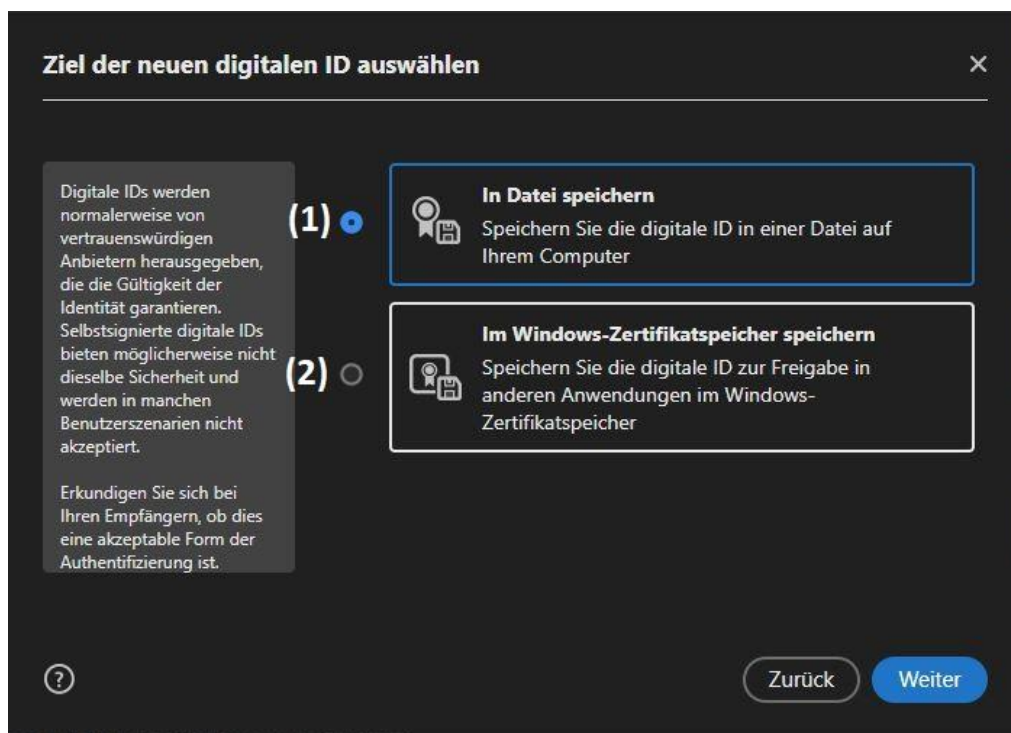 Ziel der neuen digitalen ID auswählen
Digitale IDs werden
normalerweise von
vertrauenswürdigen
Anbietern herausgegeben,
die die Gültigkeit der
Identität garantieren.
Selbstsignierte digitale IDs
bieten möglicherweise nicht
dieselbe Sicherheit und
werden in manchen
Benutzerszenarien nicht
akzeptiert.
Erkundigen Sie sich bei
Ihren Empfängern, ob dies
eine akzeptable Form der
Authentifizierung ist.
(1)
In Datei speichern
Speichern Sie die digitale ID in einer Datei auf
Ihrem Computer
(2)
Im Windows-Zertifikatspeicher speichern
Speichern Sie die digitale ID zur Freigabe in
anderen Anwendungen im Windows-
Zertifikatspeicher
?
Zurück
Weiter